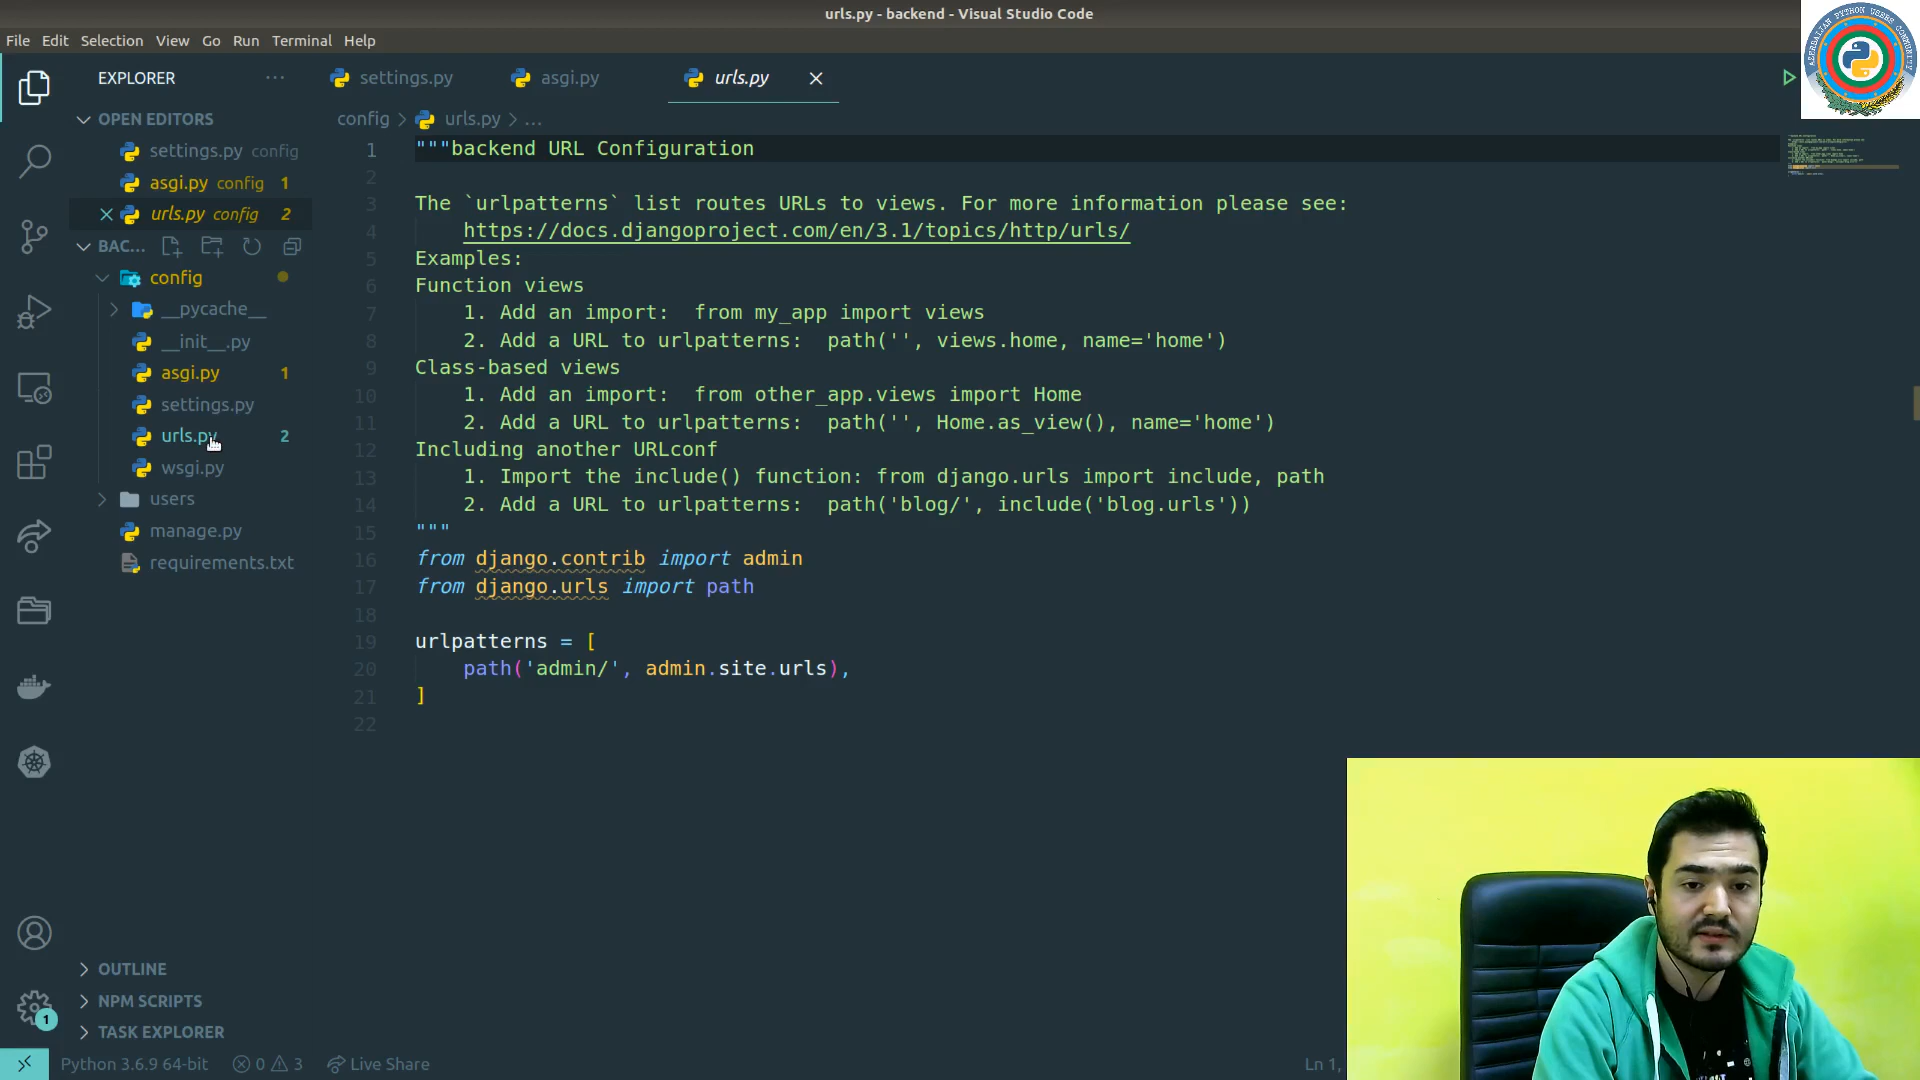 urls.py - backend - Visual Studio Code
File Edit Selection View Go Run Terminal Help
AZERBAIJAN PYTHON USERS COMMUNITY
EXPLORER ...
settings.py asgi.py urls.py
OPEN EDITORS
settings.py config
asgi.py config 1
urls.py config 2
BAC...
config
__pycache__
__init__.py
asgi.py 1
settings.py
urls.py 2
wsgi.py
users
manage.py
requirements.txt
OUTLINE
NPM SCRIPTS
TASK EXPLORER
config > urls.py > ...
1 """backend URL Configuration
2
3 The `urlpatterns` list routes URLs to views. For more information please see:
4 https://docs.djangoproject.com/en/3.1/topics/http/urls/
5 Examples:
6 Function views
7 1. Add an import:  from my_app import views
8 2. Add a URL to urlpatterns:  path('', views.home, name='home')
9 Class-based views
10 1. Add an import:  from other_app.views import Home
11 2. Add a URL to urlpatterns:  path('', Home.as_view(), name='home')
12 Including another URLconf
13 1. Import the include() function: from django.urls import include, path
14 2. Add a URL to urlpatterns:  path('blog/', include('blog.urls'))
15 """
16 from django.contrib import admin
17 from django.urls import path
18
19 urlpatterns = [
20 path('admin/', admin.site.urls),
21 ]
22
1
Python 3.6.9 64-bit 0 3 Live Share Ln 1,